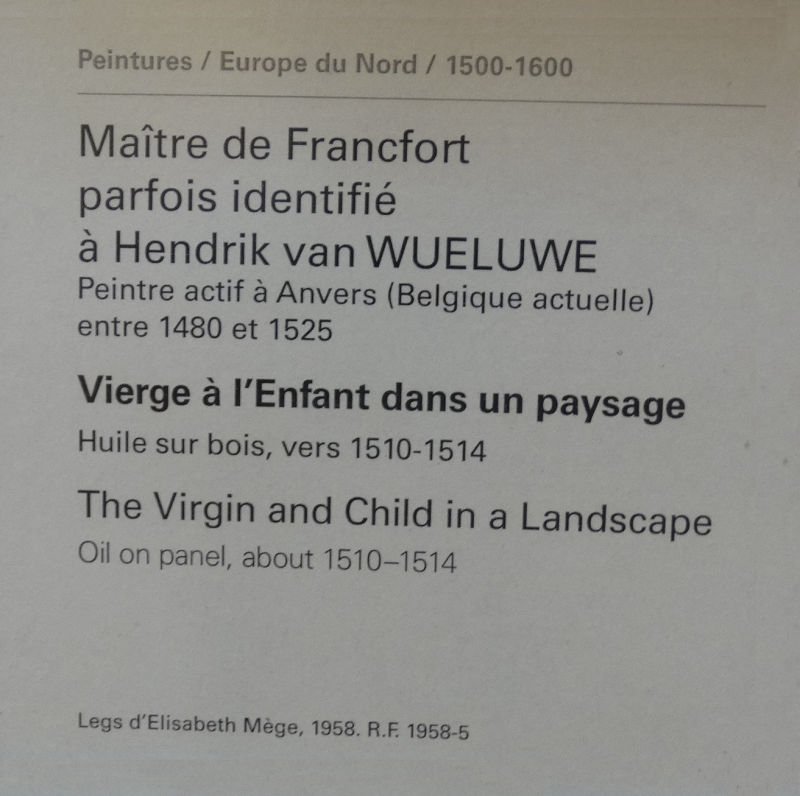 Peintures / Europe du Nord / 1500-1600
Maître de Francfort
parfois identifié
à Hendrik van WUELUWE
Peintre actif à Anvers (Belgique actuelle)
entre 1480 et 1525
Vierge à l'Enfant dans un paysage
Huile sur bois, vers 1510-1514
The Virgin and Child in a Landscape
Oil on panel, about 1510–1514
Legs d'Elisabeth Mège, 1958. R.F. 1958-5